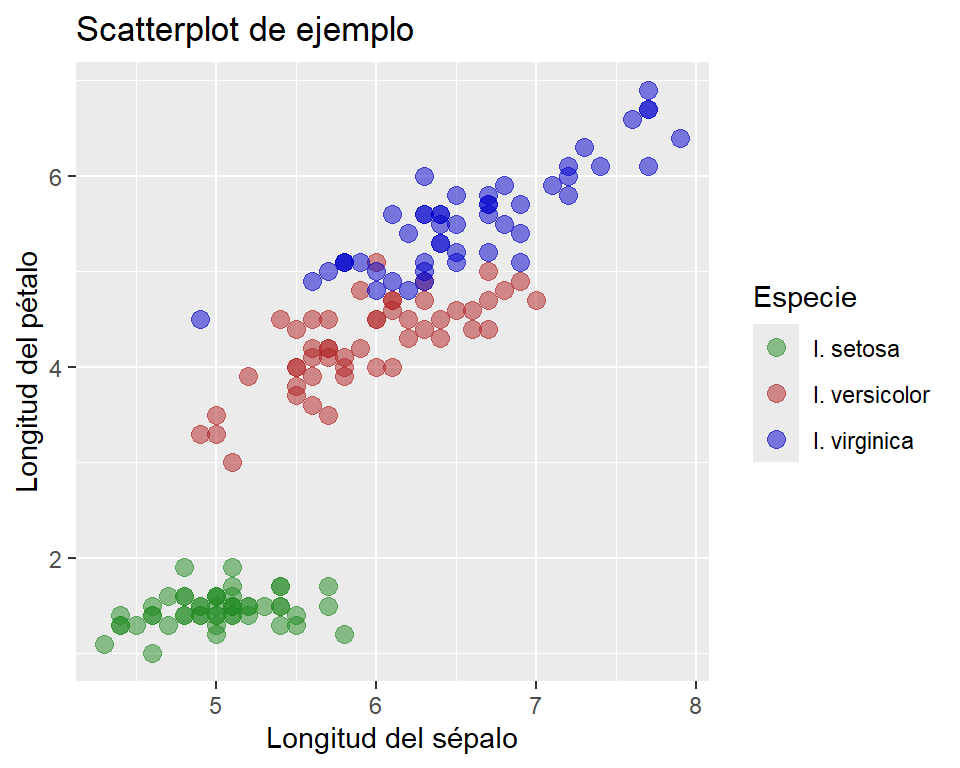 Scatterplot de ejemplo
Longitud del pétalo
6
4
2
5
6
7
8
Longitud del sépalo
Especie
I. setosa
I. versicolor
I. virginica